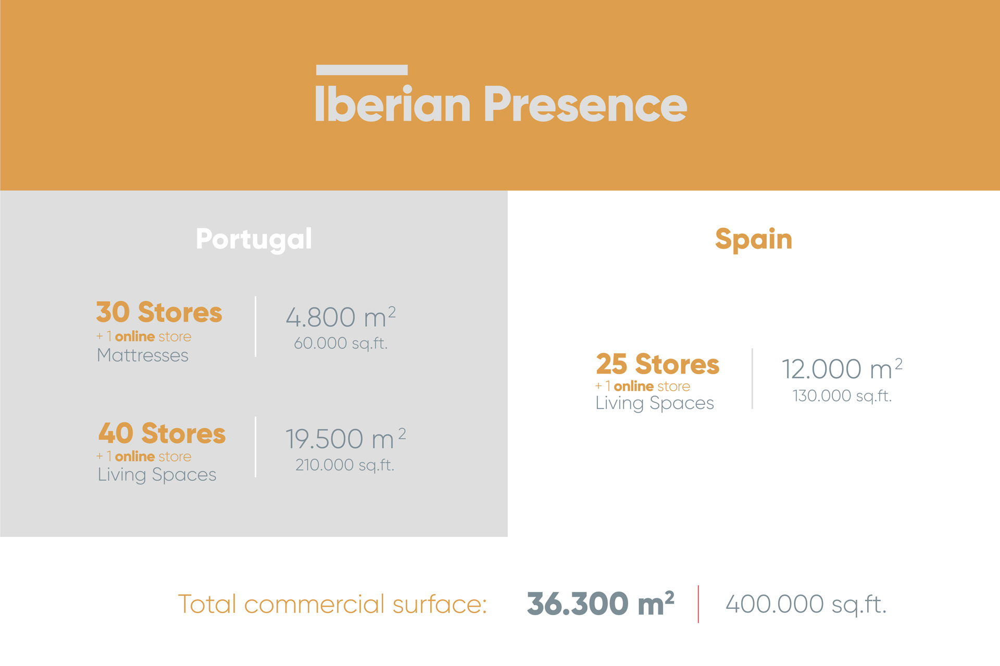 Iberian Presence
Portugal
30 Stores
+ 1 online store
Mattresses
4.800 m²
60.000 sq.ft.
40 Stores
+ 1 online store
Living Spaces
19.500 m²
210.000 sq.ft.
Spain
25 Stores
+ 1 online store
Living Spaces
12.000 m²
130.000 sq.ft.
Total commercial surface: 36.300 m² 400.000 sq.ft.